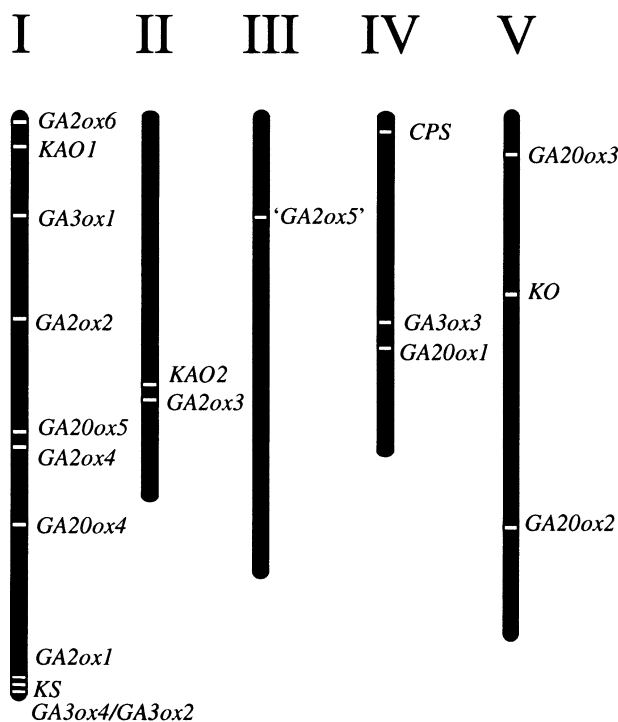 I II III IV V
GA2ox6
KAO1
GA3ox1
GA2ox2
GA20ox5
GA2ox4
GA20ox4
GA2ox1
KS
GA3ox4/GA3ox2
KAO2
GA2ox3
‘GA2ox5’
CPS
GA3ox3
GA20ox1
GA20ox3
KO
GA20ox2